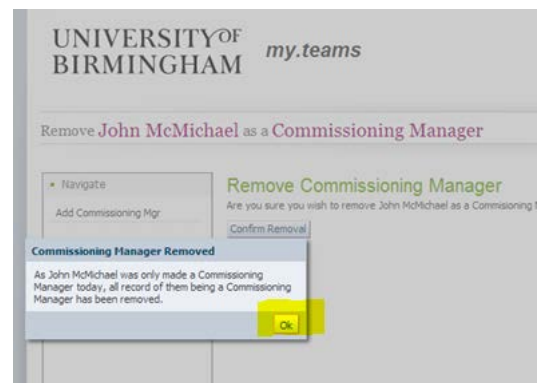 UNIVERSITY OF
BIRMINGHAM
my.teams
Remove John McMichael as a Commissioning Manager
Navigate
Add Commissioning Mgr
Remove Commissioning Manager
Are you sure you wish to remove John McMichael as a Commisioning
Confirm Removal
Commissioning Manager Removed
As John McMichael was only made a Commissioning
Manager today, all record of them being a Commissioning
Manager has been removed.
Ok